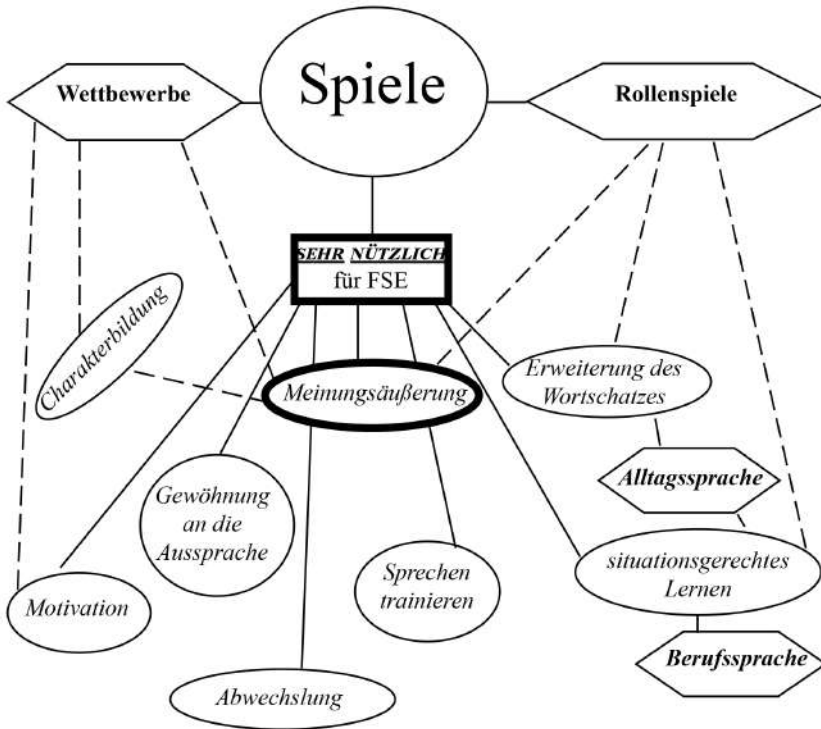 Spiele
Wettbewerbe
Rollenspiele
SEHR NÜTZLICH
für FSE
Charakterbildung
Meinungsäußerung
Erweiterung des
Wortschatzes
Alltagssprache
Gewöhnung
an die
Aussprache
situationsgerechtes
Lernen
Sprechen
trainieren
Motivation
Berufssprache
Abwechslung